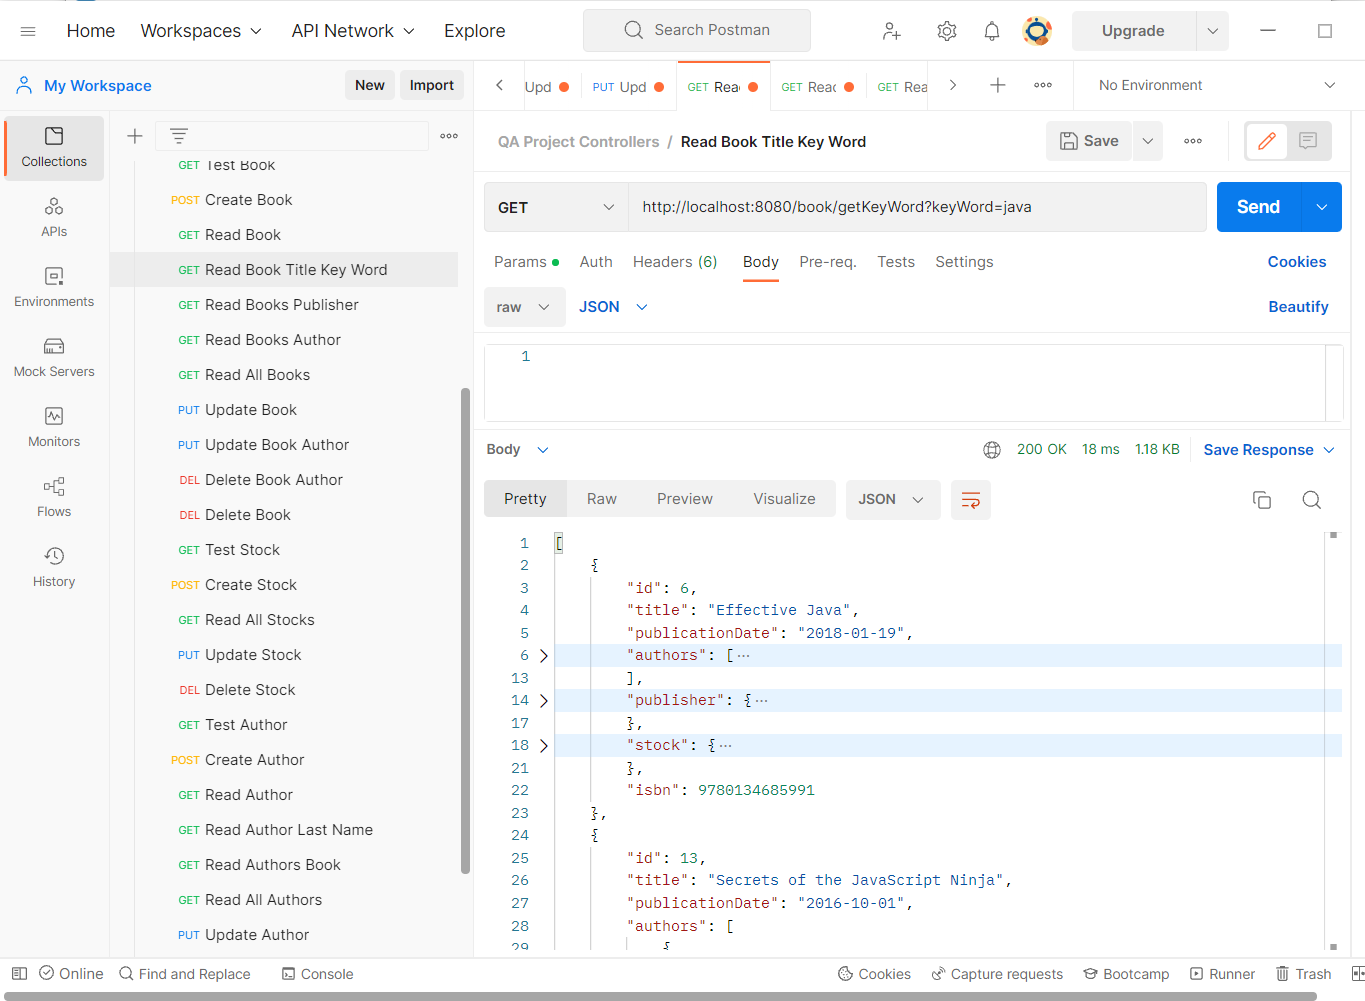 Home Workspaces API Network Explore Search Postman Upgrade
My Workspace New Import Upd PUT Upd GET Rea GET Reac GET Rea No Environment
Collections
APIs
Environments
Mock Servers
Monitors
Flows
History
GET Test Book
POST Create Book
GET Read Book
GET Read Book Title Key Word
GET Read Books Publisher
GET Read Books Author
GET Read All Books
PUT Update Book
PUT Update Book Author
DEL Delete Book Author
DEL Delete Book
GET Test Stock
POST Create Stock
GET Read All Stocks
PUT Update Stock
DEL Delete Stock
GET Test Author
POST Create Author
GET Read Author
GET Read Author Last Name
GET Read Authors Book
GET Read All Authors
PUT Update Author
QA Project Controllers / Read Book Title Key Word Save
GET http://localhost:8080/book/getKeyWord?keyWord=java Send
Params Auth Headers (6) Body Pre-req. Tests Settings Cookies
raw JSON Beautify
1
Body 200 OK 18 ms 1.18 KB Save Response
Pretty Raw Preview Visualize JSON
1 [
2 {
3 "id": 6,
4 "title": "Effective Java",
5 "publicationDate": "2018-01-19",
6 "authors": [ ...
13 ],
14 "publisher": { ...
17 },
18 "stock": { ...
21 },
22 "isbn": 9780134685991
23 },
24 {
25 "id": 13,
26 "title": "Secrets of the JavaScript Ninja",
27 "publicationDate": "2016-10-01",
28 "authors": [
29 {
Online Find and Replace Console Cookies Capture requests Bootcamp Runner Trash